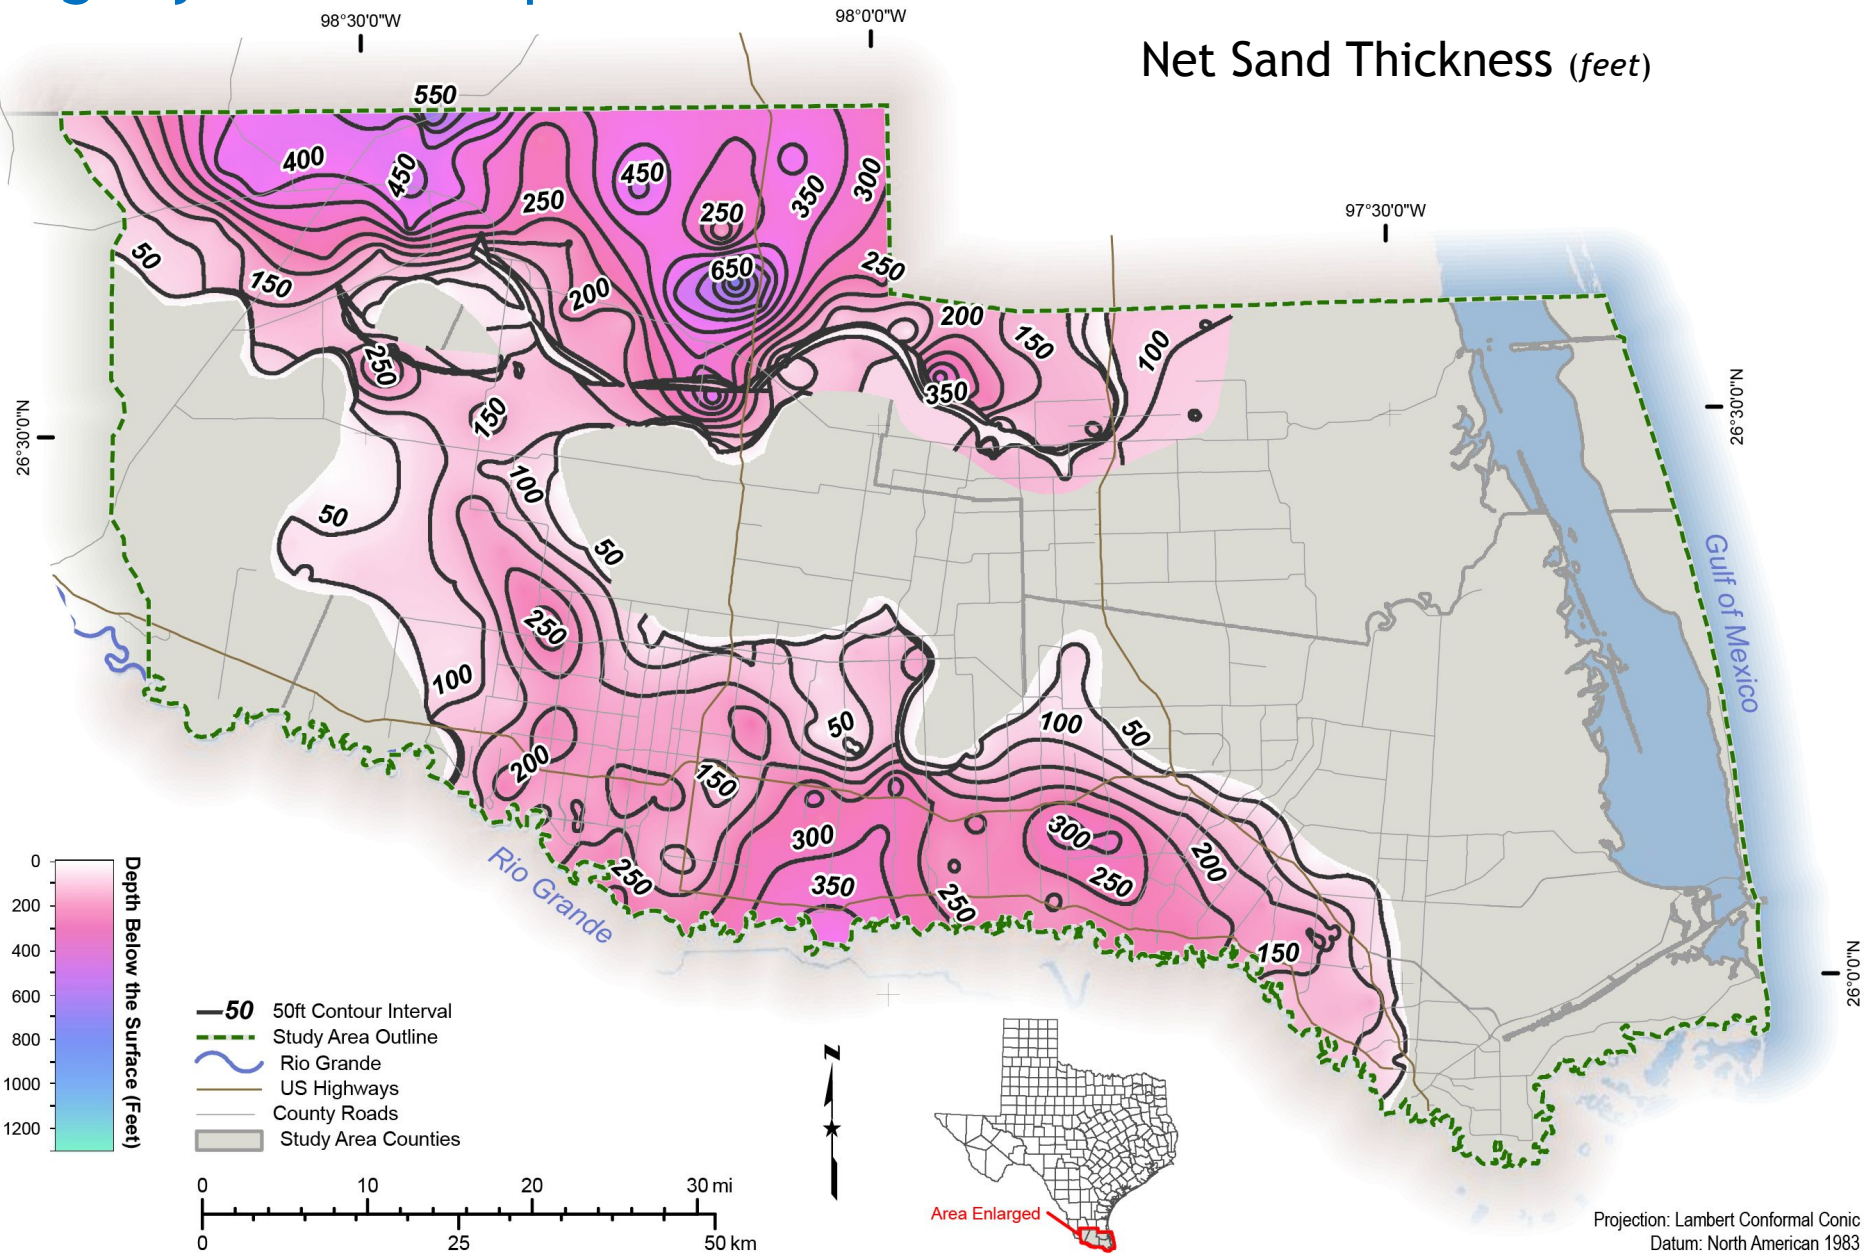 98°30'0"W
98°0'0"W
Net Sand Thickness (feet)
550
400
450
450
250
250
350
300
97°30'0"W
50
150
200
650
250
200
150
100
250
350
150
26°30'0"N
26°30'0"N
100
50
50
250
100
50
100
50
200
150
300
300
350
250
250
250
200
150
Gulf of Mexico
Rio Grande
26°0'0"N
0
200
400
600
800
1000
1200
Depth Below the Surface (Feet)
50 50ft Contour Interval
Study Area Outline
Rio Grande
US Highways
County Roads
Study Area Counties
0 10 20 30 mi
0 25 50 km
N
Area Enlarged
Projection: Lambert Conformal Conic
Datum: North American 1983